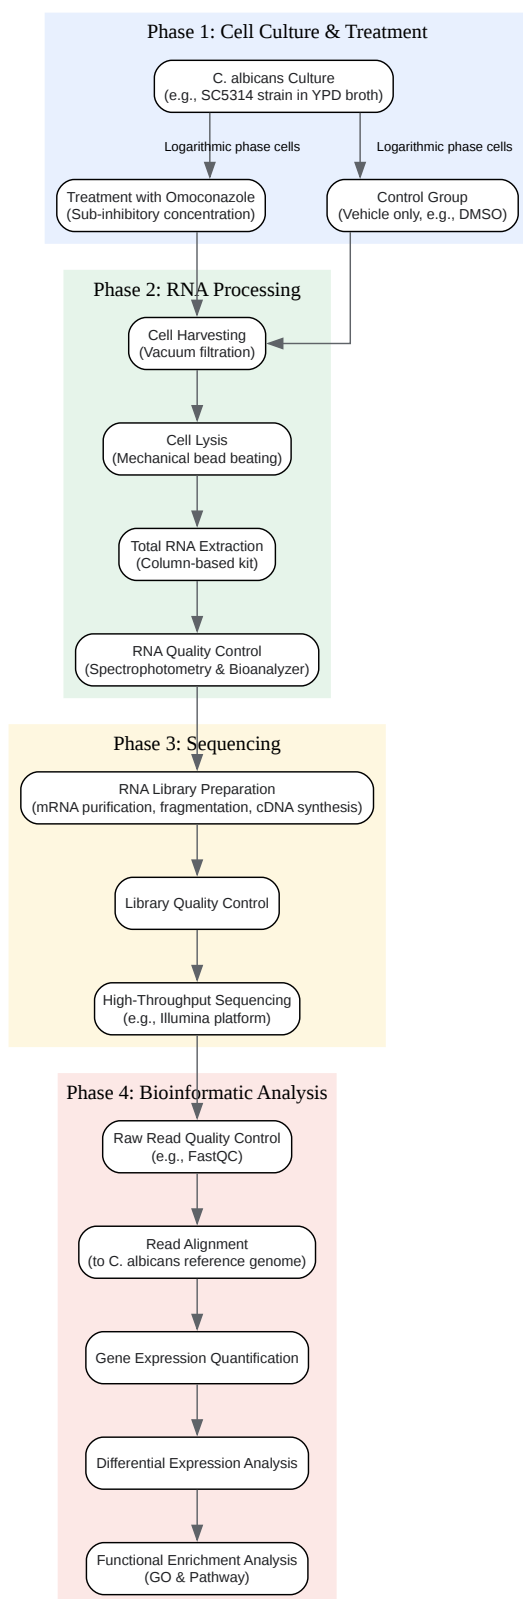 Phase 1: Cell Culture & Treatment
C. albicans Culture
(e.g., SC5314 strain in YPD broth)
Logarithmic phase cells
Logarithmic phase cells
Treatment with Omoconazole
(Sub-inhibitory concentration)
Control Group
(Vehicle only, e.g., DMSO)
Phase 2: RNA Processing
Cell Harvesting
(Vacuum filtration)
Cell Lysis
(Mechanical bead beating)
Total RNA Extraction
(Column-based kit)
RNA Quality Control
(Spectrophotometry & Bioanalyzer)
Phase 3: Sequencing
RNA Library Preparation
(mRNA purification, fragmentation, cDNA synthesis)
Library Quality Control
High-Throughput Sequencing
(e.g., Illumina platform)
Phase 4: Bioinformatic Analysis
Raw Read Quality Control
(e.g., FastQC)
Read Alignment
(to C. albicans reference genome)
Gene Expression Quantification
Differential Expression Analysis
Functional Enrichment Analysis
(GO & Pathway)